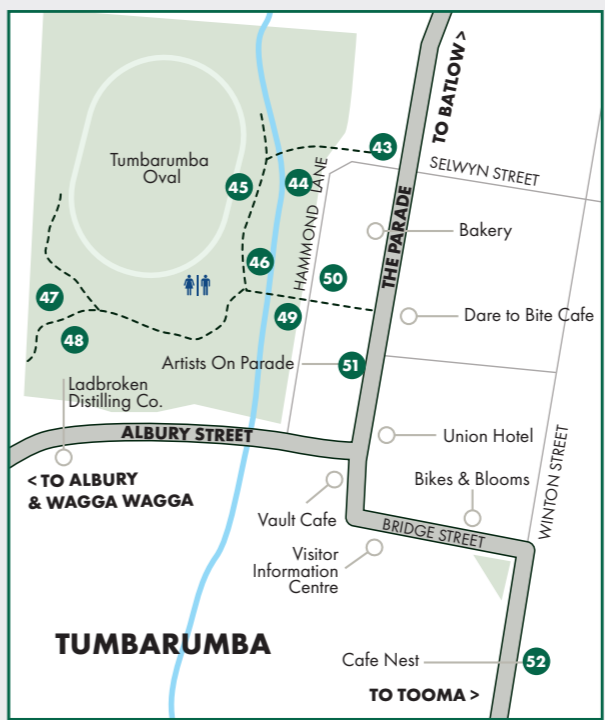 TO BATLOW >
43
SELWYN STREET
Tumbarumba
Oval
45
44
HAMMOND LANE
THE PARADE
Bakery
46
50
47
49
Dare to Bite Cafe
48
Artists On Parade
51
Ladbroken
Distilling Co.
ALBURY STREET
Union Hotel
WINTON STREET
< TO ALBURY
& WAGGA WAGGA
Bikes & Blooms
Vault Cafe
BRIDGE STREET
Visitor
Information
Centre
TUMBARUMBA
Cafe Nest
52
TO TOOMA >